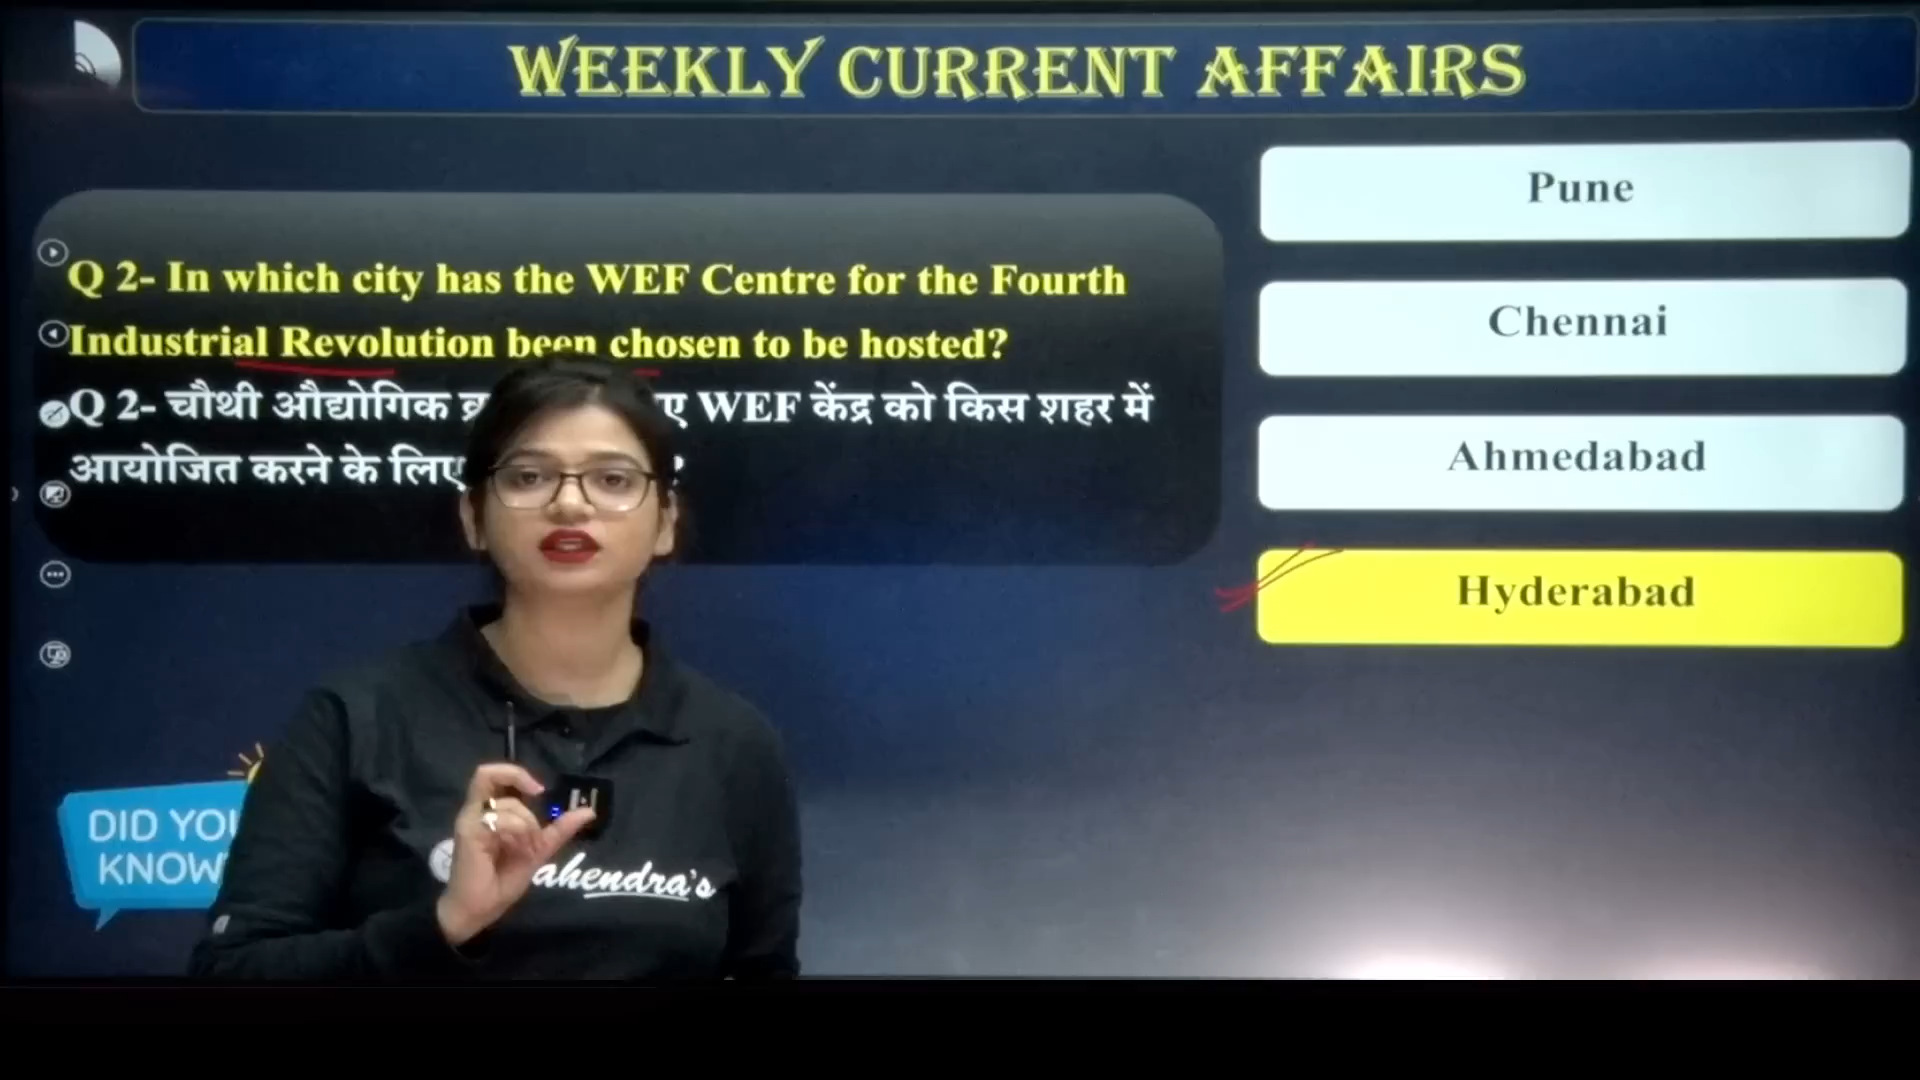 WEEKLY CURRENT AFFAIRS
Q 2- In which city has the WEF Centre for the Fourth
Industrial Revolution been chosen to be hosted?
Q 2- चौथी औद्योगिक WEF केंद्र को किस शहर में
आयोजित करने के लिए ?
Pune
Chennai
Ahmedabad
Hyderabad
DID YOU
KNOW
ahendra's